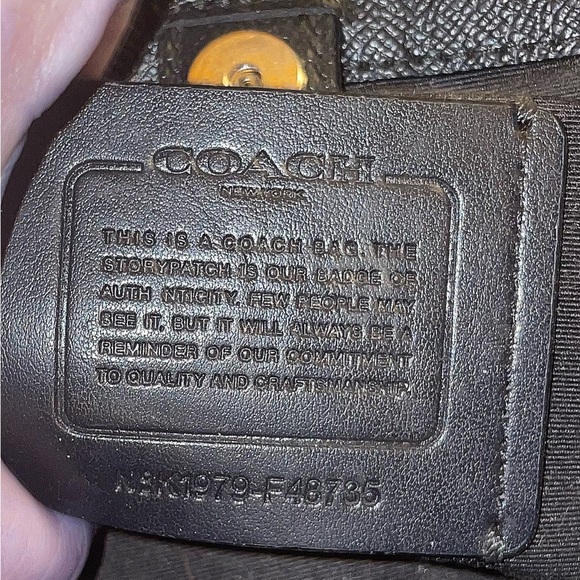 COACH
NEW YORK
THIS IS A COACH BAG. THE
STORYPATCH IS OUR BADGE OF
AUTH NTICITY. FEW PEOPLE MAY
SEE IT, BUT IT WILL ALWAYS BE A
REMINDER OF OUR COMMITMENT
TO QUALITY AND CRAFTSMANSHIP.
N2K1979-F48735